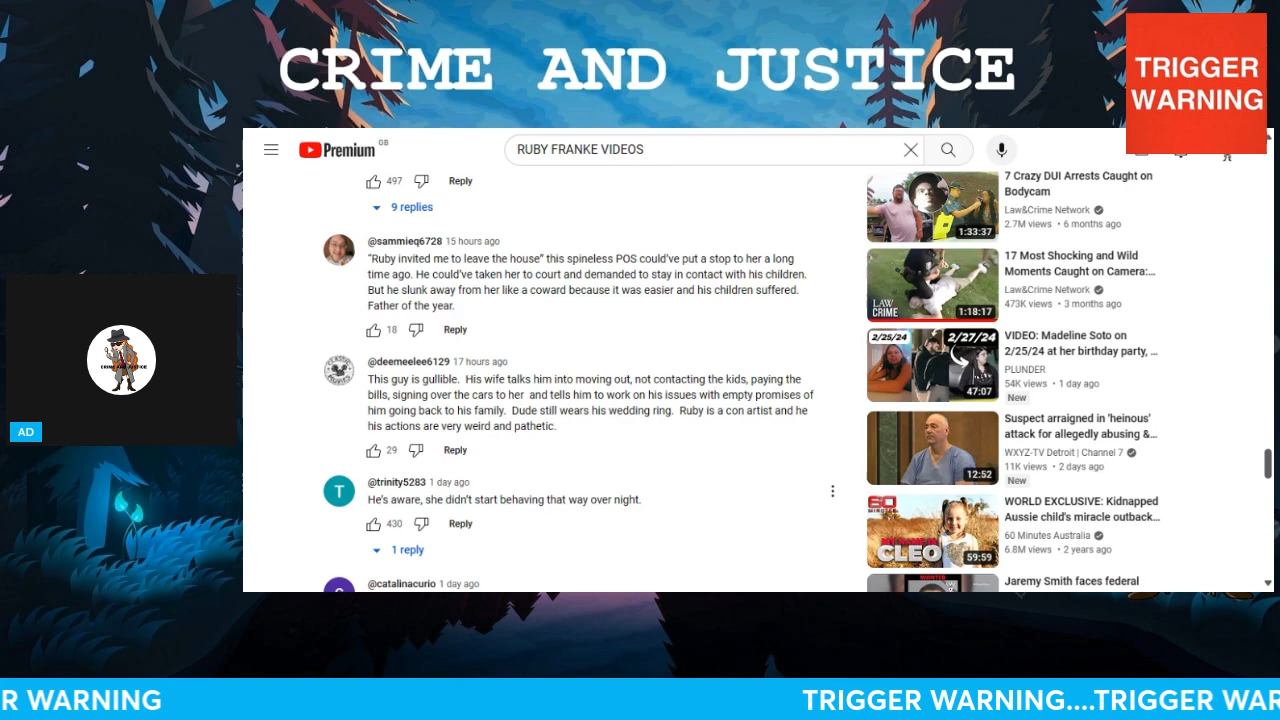 CRIME AND JUSTICE
TRIGGER
WARNING
Premium GB
RUBY FRANKE VIDEOS
497 Reply
9 replies
@sammieq6728 15 hours ago
“Ruby invited me to leave the house” this spineless POS could’ve put a stop to her a long
time ago. He could’ve taken her to court and demanded to stay in contact with his children.
But he slunk away from her like a coward because it was easier and his children suffered.
Father of the year.
18 Reply
@deemeelee6129 17 hours ago
This guy is gullible. His wife talks him into moving out, not contacting the kids, paying the
bills, signing over the cars to her and tells him to work on his issues with empty promises of
him going back to his family. Dude still wears his wedding ring. Ruby is a con artist and he
his actions are very weird and pathetic.
29 Reply
T
@trinity5283 1 day ago
He's aware, she didn't start behaving that way over night.
430 Reply
1 reply
@catalinacurio 1 day ago
1:33:37
7 Crazy DUI Arrests Caught on
Bodycam
Law&Crime Network
2.7M views • 6 months ago
LAW
CRIME
1:18:17
17 Most Shocking and Wild
Moments Caught on Camera:...
Law&Crime Network
473K views • 3 months ago
2/25/24
2/27/24
47:07
VIDEO: Madeline Soto on
2/25/24 at her birthday party, ...
PLUNDER
54K views • 1 day ago
New
12:52
Suspect arraigned in 'heinous'
attack for allegedly abusing &...
WXYZ-TV Detroit | Channel 7
11K views • 2 days ago
New
60
MINUTES
MY NAME IS
CLEO
59:59
WORLD EXCLUSIVE: Kidnapped
Aussie child's miracle outback...
60 Minutes Australia
6.8M views • 2 years ago
WANTED
Jaremy Smith faces federal
CRIME AND JUSTICE
AD
R WARNING
TRIGGER WARNING....TRIGGER WAR